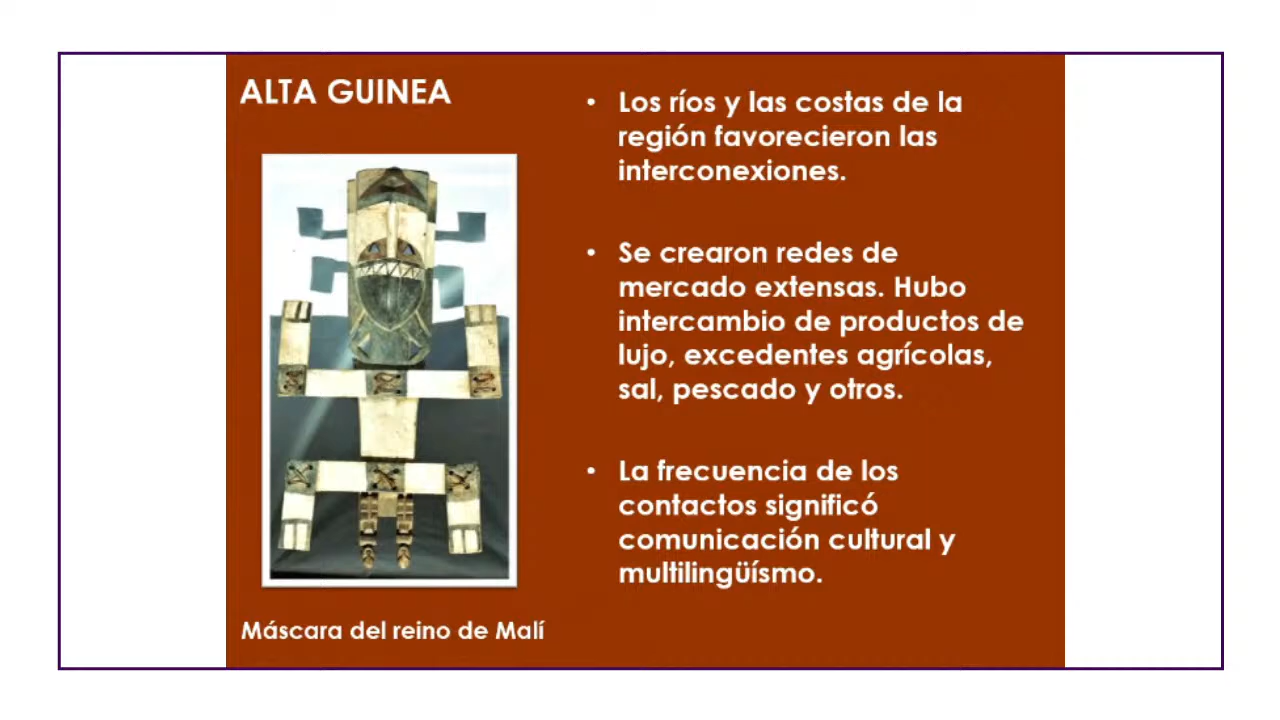 ALTA GUINEA
Máscara del reino de Malí
• Los ríos y las costas de la
región favorecieron las
interconexiones.
• Se crearon redes de
mercado extensas. Hubo
intercambio de productos de
lujo, excedentes agrícolas,
sal, pescado y otros.
• La frecuencia de los
contactos significó
comunicación cultural y
multilingüísmo.